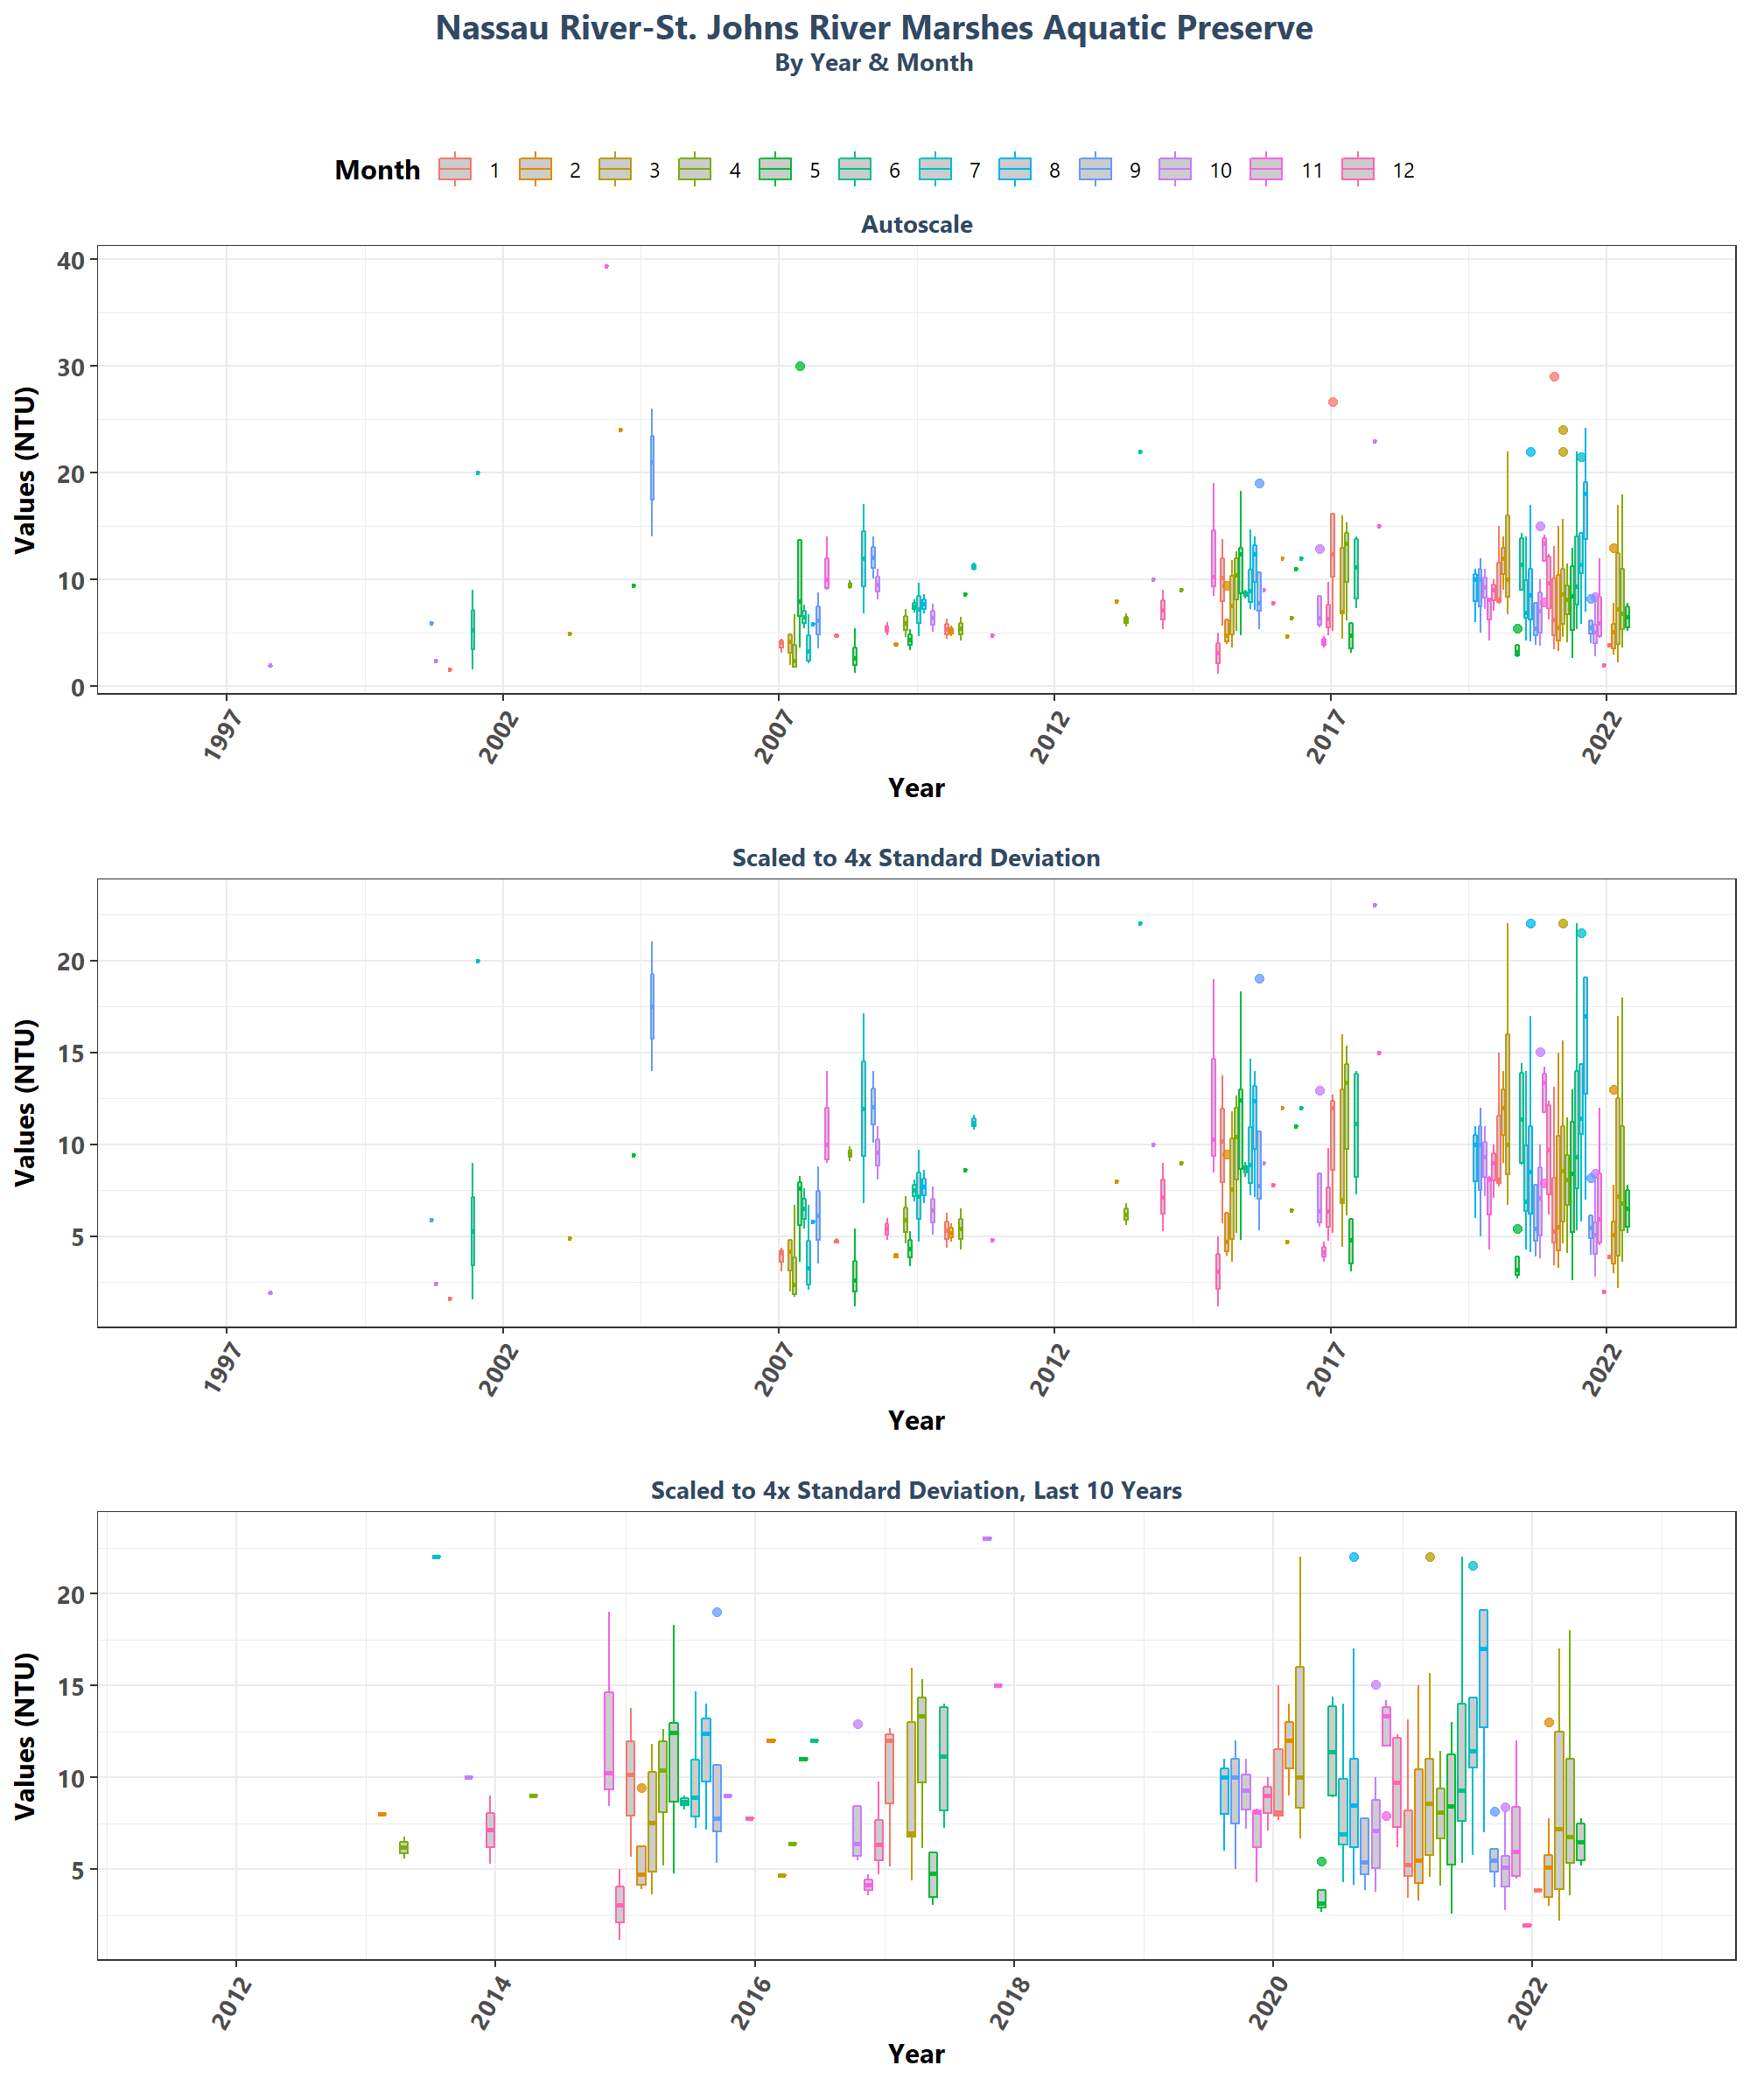 Nassau River-St. Johns River Marshes Aquatic Preserve
By Year & Month
Month 1 2 3 4 5 6 7 8 9 10 11 12
Autoscale
Values (NTU)
40
30
20
10
0
1997 2002 2007 2012 2017 2022
Year
Scaled to 4x Standard Deviation
Values (NTU)
20
15
10
5
1997 2002 2007 2012 2017 2022
Year
Scaled to 4x Standard Deviation, Last 10 Years
Values (NTU)
20
15
10
5
2012 2014 2016 2018 2020 2022
Year